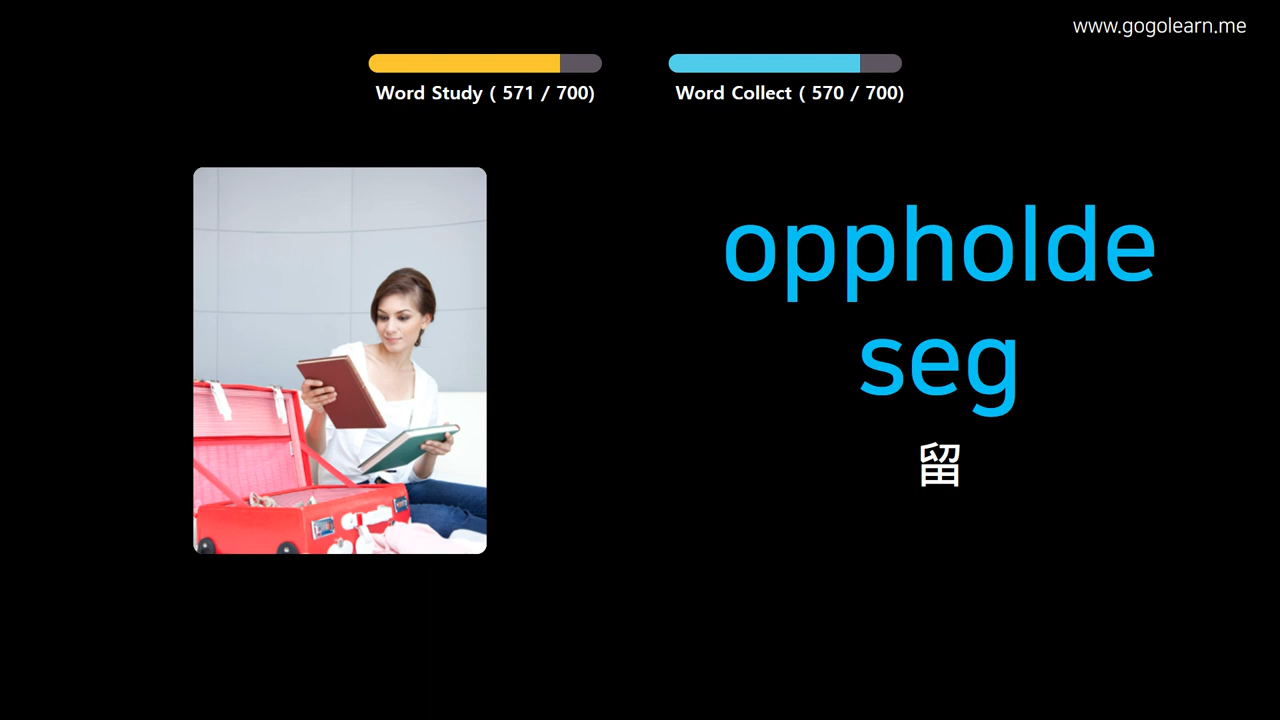 www.gogolearn.me
Word Study ( 571 / 700)
Word Collect ( 570 / 700)
oppholde
seg
留